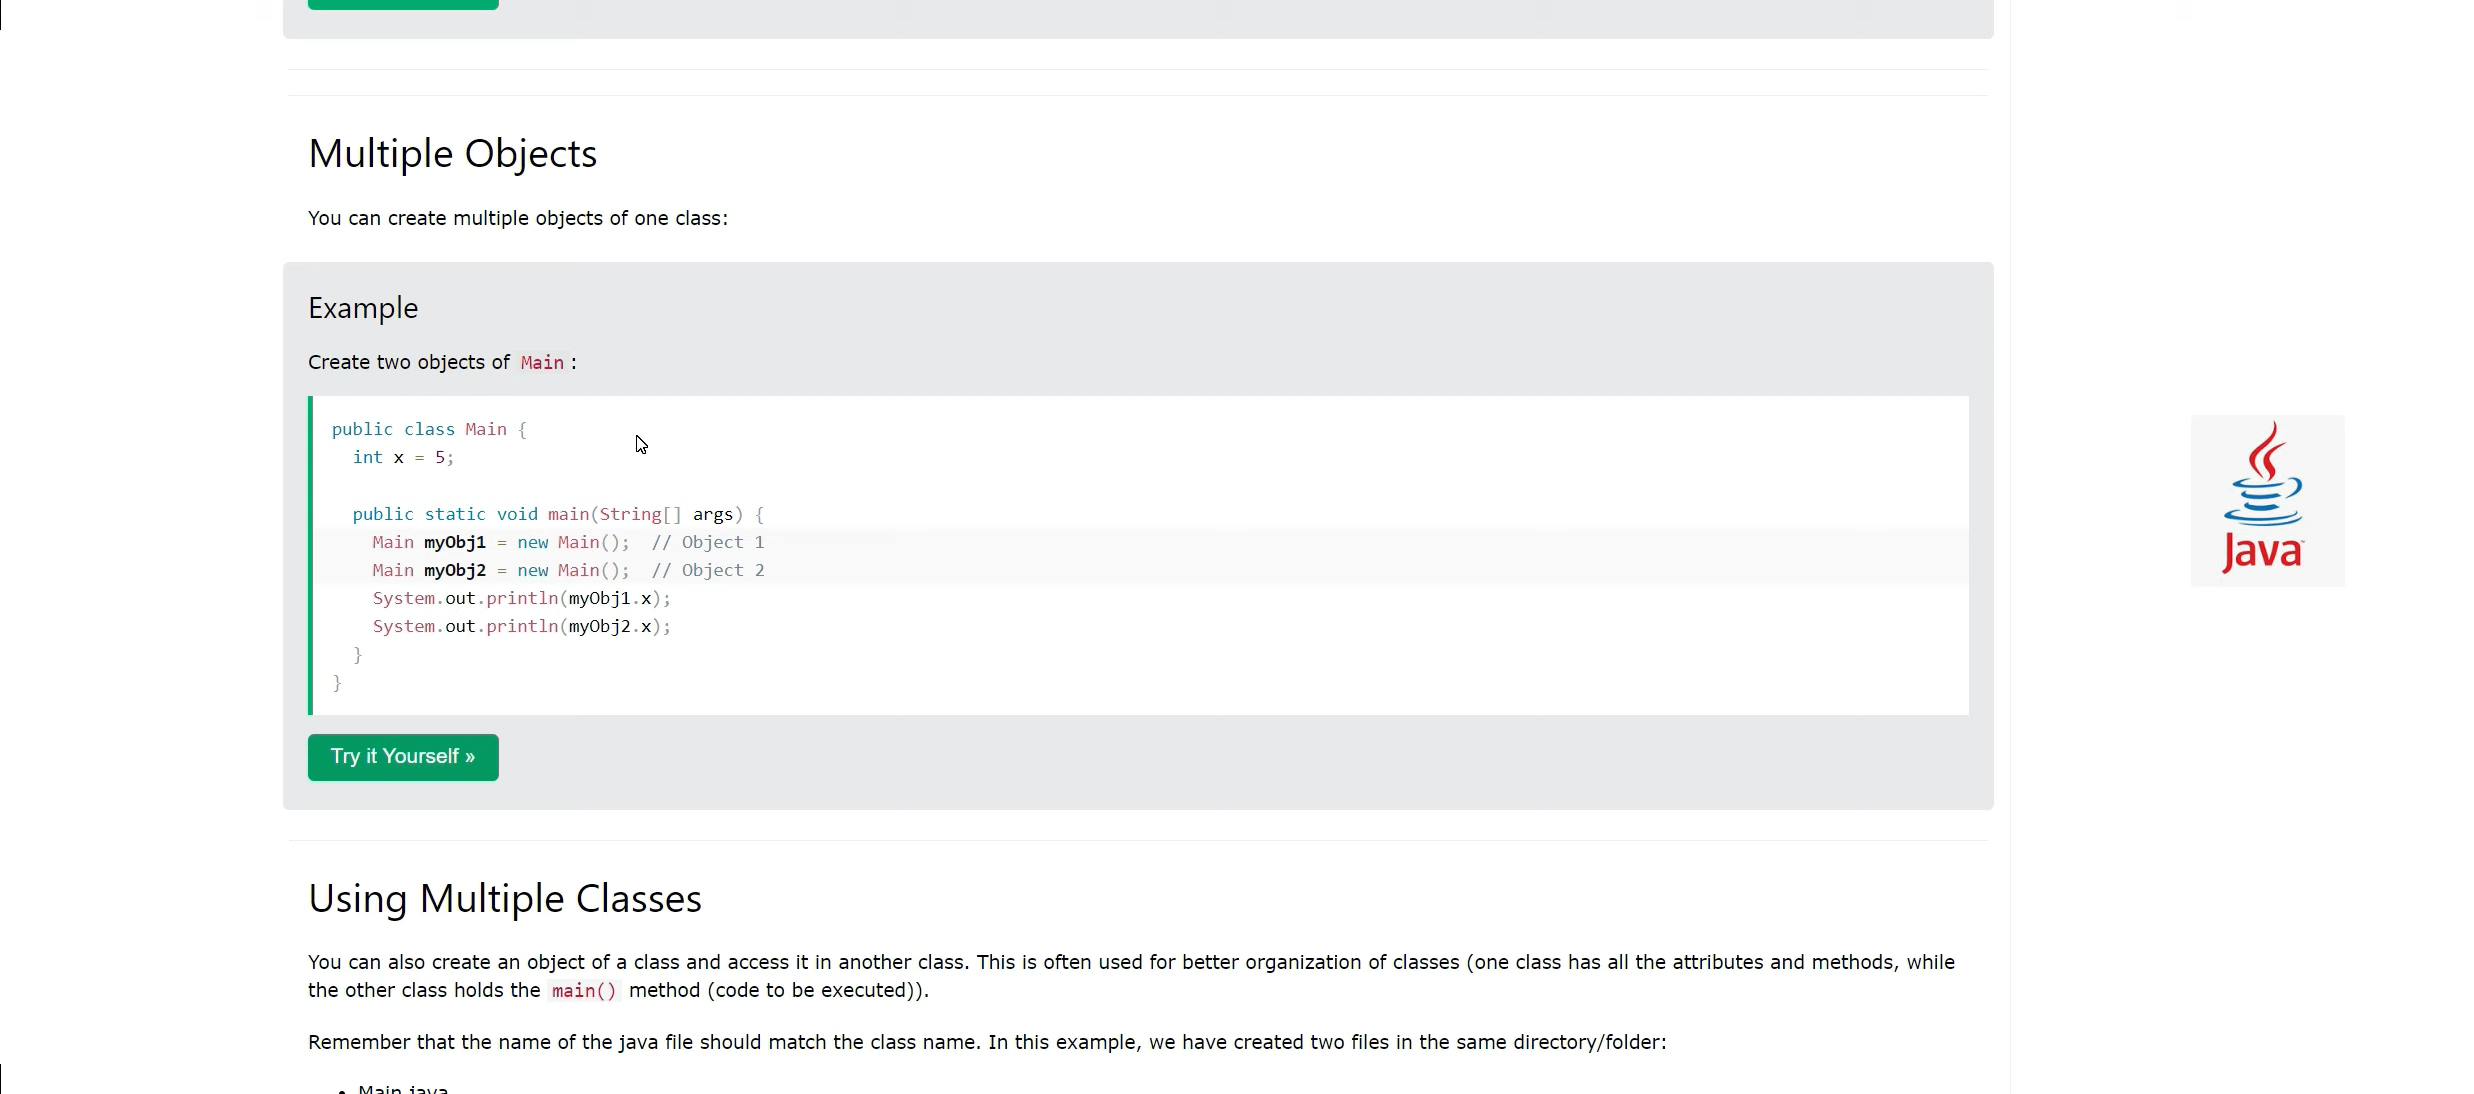 Multiple Objects
You can create multiple objects of one class:
Example
Create two objects of Main:
public class Main {
  int x = 5;
  public static void main(String[] args) {
    Main myObj1 = new Main();  // Object 1
    Main myObj2 = new Main();  // Object 2
    System.out.println(myObj1.x);
    System.out.println(myObj2.x);
  }
}
Try it Yourself »
Java
Using Multiple Classes
You can also create an object of a class and access it in another class. This is often used for better organization of classes (one class has all the attributes and methods, while
the other class holds the main() method (code to be executed)).
Remember that the name of the java file should match the class name. In this example, we have created two files in the same directory/folder:
• Main.java